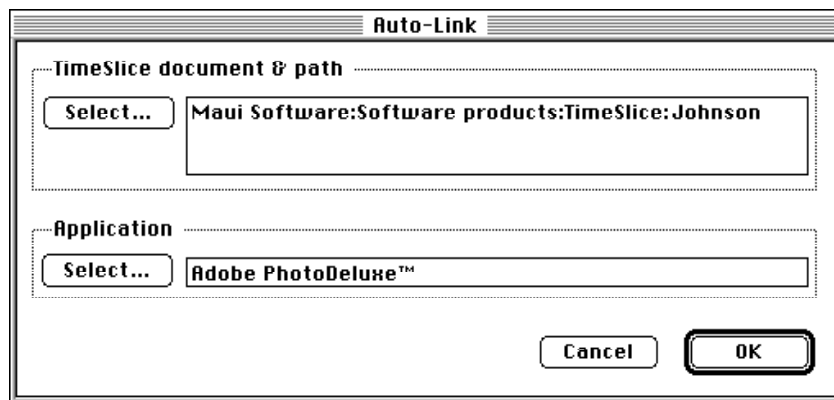 Auto-Link
TimeSlice document & path
Select...
Maui Software:Software products:TimeSlice:Johnson
Application
Select...
Adobe PhotoDeluxe™
Cancel
OK